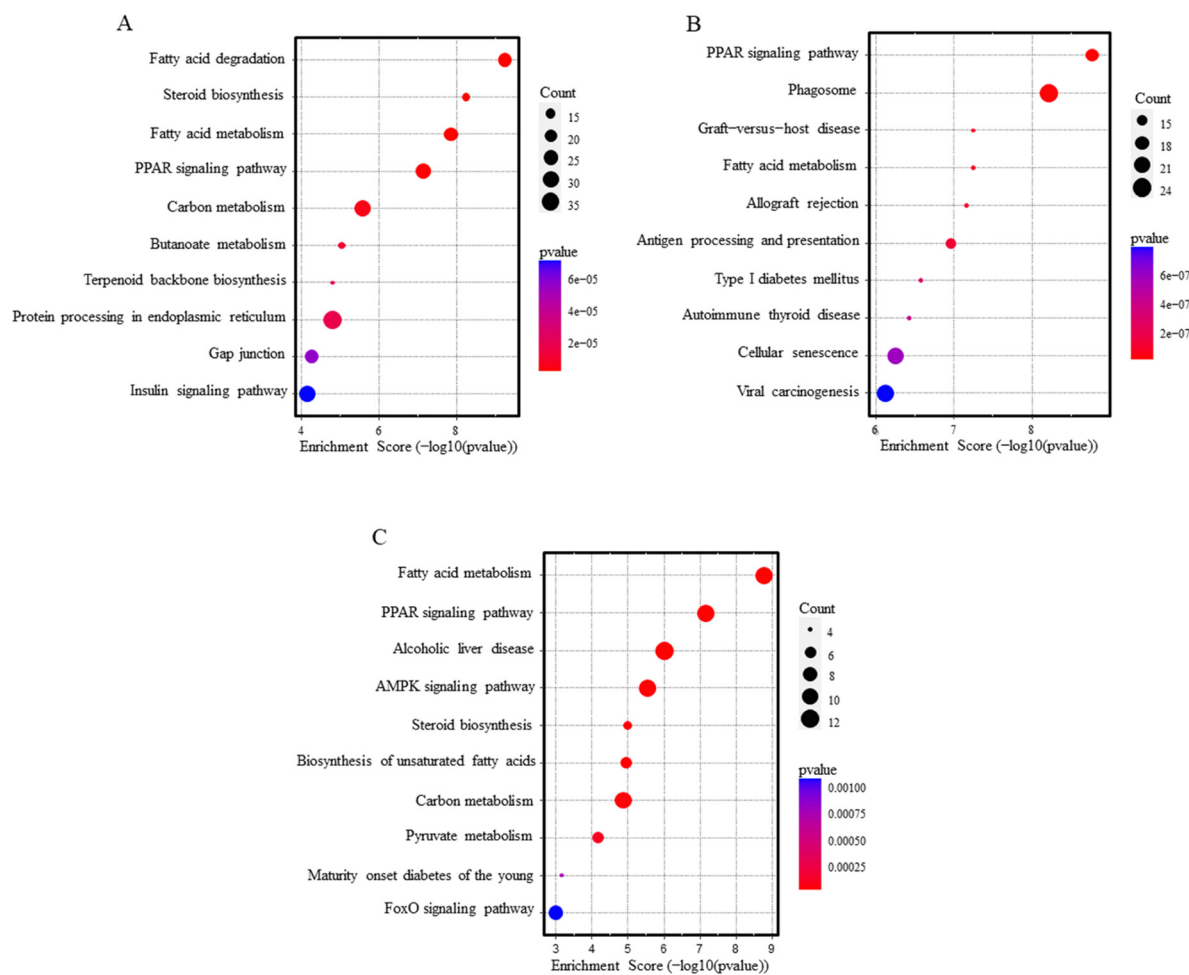 A
Fatty acid degradation
Steroid biosynthesis
Fatty acid metabolism
PPAR signaling pathway
Carbon metabolism
Butanoate metabolism
Terpenoid backbone biosynthesis
Protein processing in endoplasmic reticulum
Gap junction
Insulin signaling pathway
4 6 8
Enrichment Score (−log10(pvalue))
Count
15
20
25
30
35
pvalue
6e−05
4e−05
2e−05
B
PPAR signaling pathway
Phagosome
Graft−versus−host disease
Fatty acid metabolism
Allograft rejection
Antigen processing and presentation
Type I diabetes mellitus
Autoimmune thyroid disease
Cellular senescence
Viral carcinogenesis
6 7 8
Enrichment Score (−log10(pvalue))
Count
15
18
21
24
pvalue
6e−07
4e−07
2e−07
C
Fatty acid metabolism
PPAR signaling pathway
Alcoholic liver disease
AMPK signaling pathway
Steroid biosynthesis
Biosynthesis of unsaturated fatty acids
Carbon metabolism
Pyruvate metabolism
Maturity onset diabetes of the young
FoxO signaling pathway
3 4 5 6 7 8 9
Enrichment Score (−log10(pvalue))
Count
4
6
8
10
12
pvalue
0.00100
0.00075
0.00050
0.00025